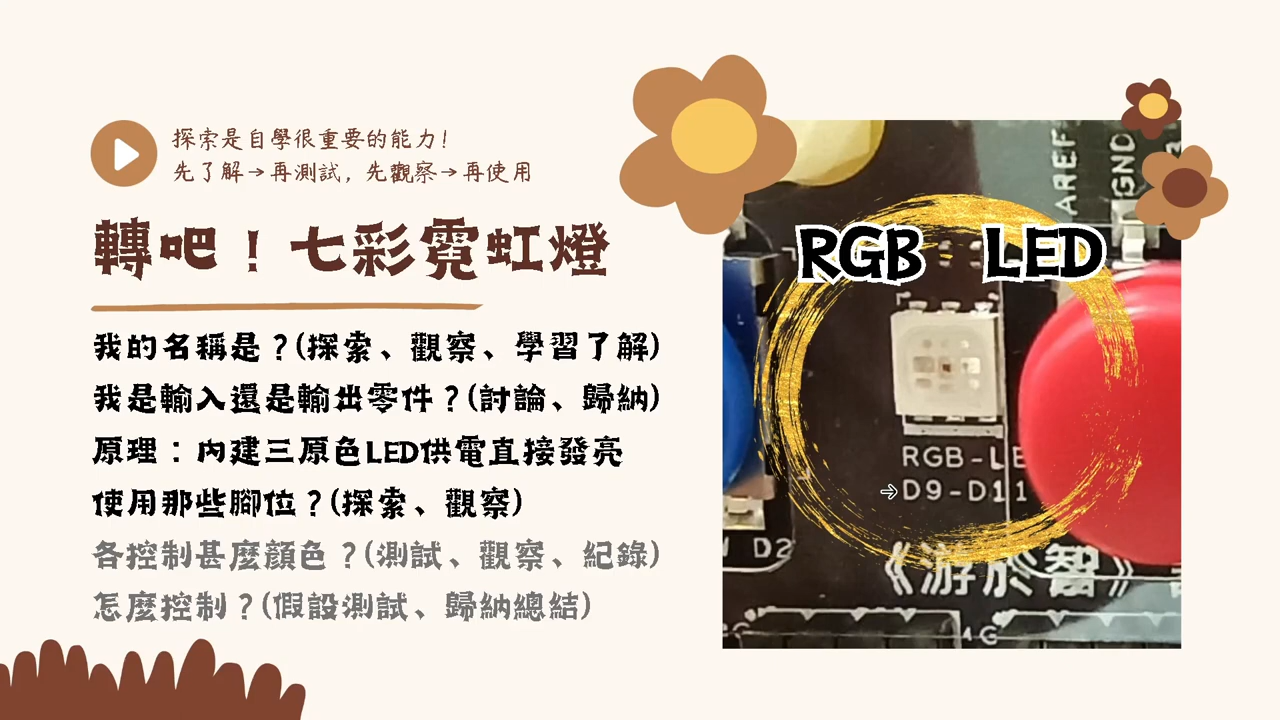 探索是自學很重要的能力！
先了解→再測試，先觀察→再使用
轉吧！七彩霓虹燈
我的名稱是？(探索、觀察、學習了解)
我是輸入還是輸出零件？(討論、歸納)
原理：內建三原色LED供電直接發亮
使用那些腳位？(探索、觀察)
各控制甚麼顏色？(測試、觀察、紀錄)
怎麼控制？(假設測試、歸納總結)
AREF
GND
RGB LED
RGB-LE
→D9-D11
D2
《游於智》